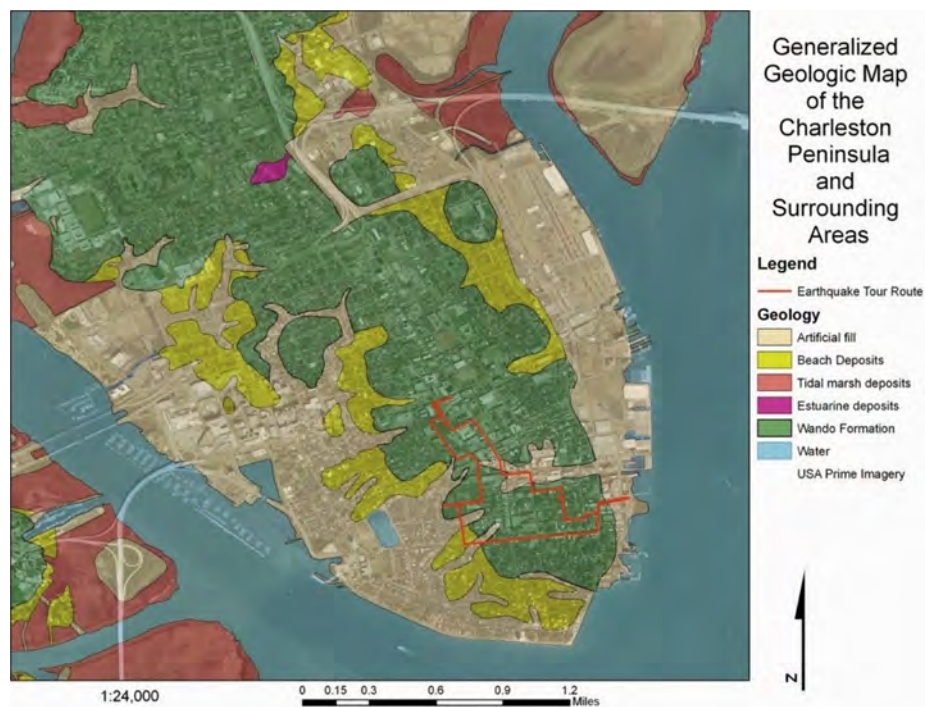 Generalized
Geologic Map
of the
Charleston
Peninsula
and
Surrounding
Areas
Legend
Earthquake Tour Route
Geology
Artificial fill
Beach Deposits
Tidal marsh deposits
Estuarine deposits
Wando Formation
Water
USA Prime Imagery
N
1:24,000
0 0.15 0.3 0.6 0.9 1.2
Miles